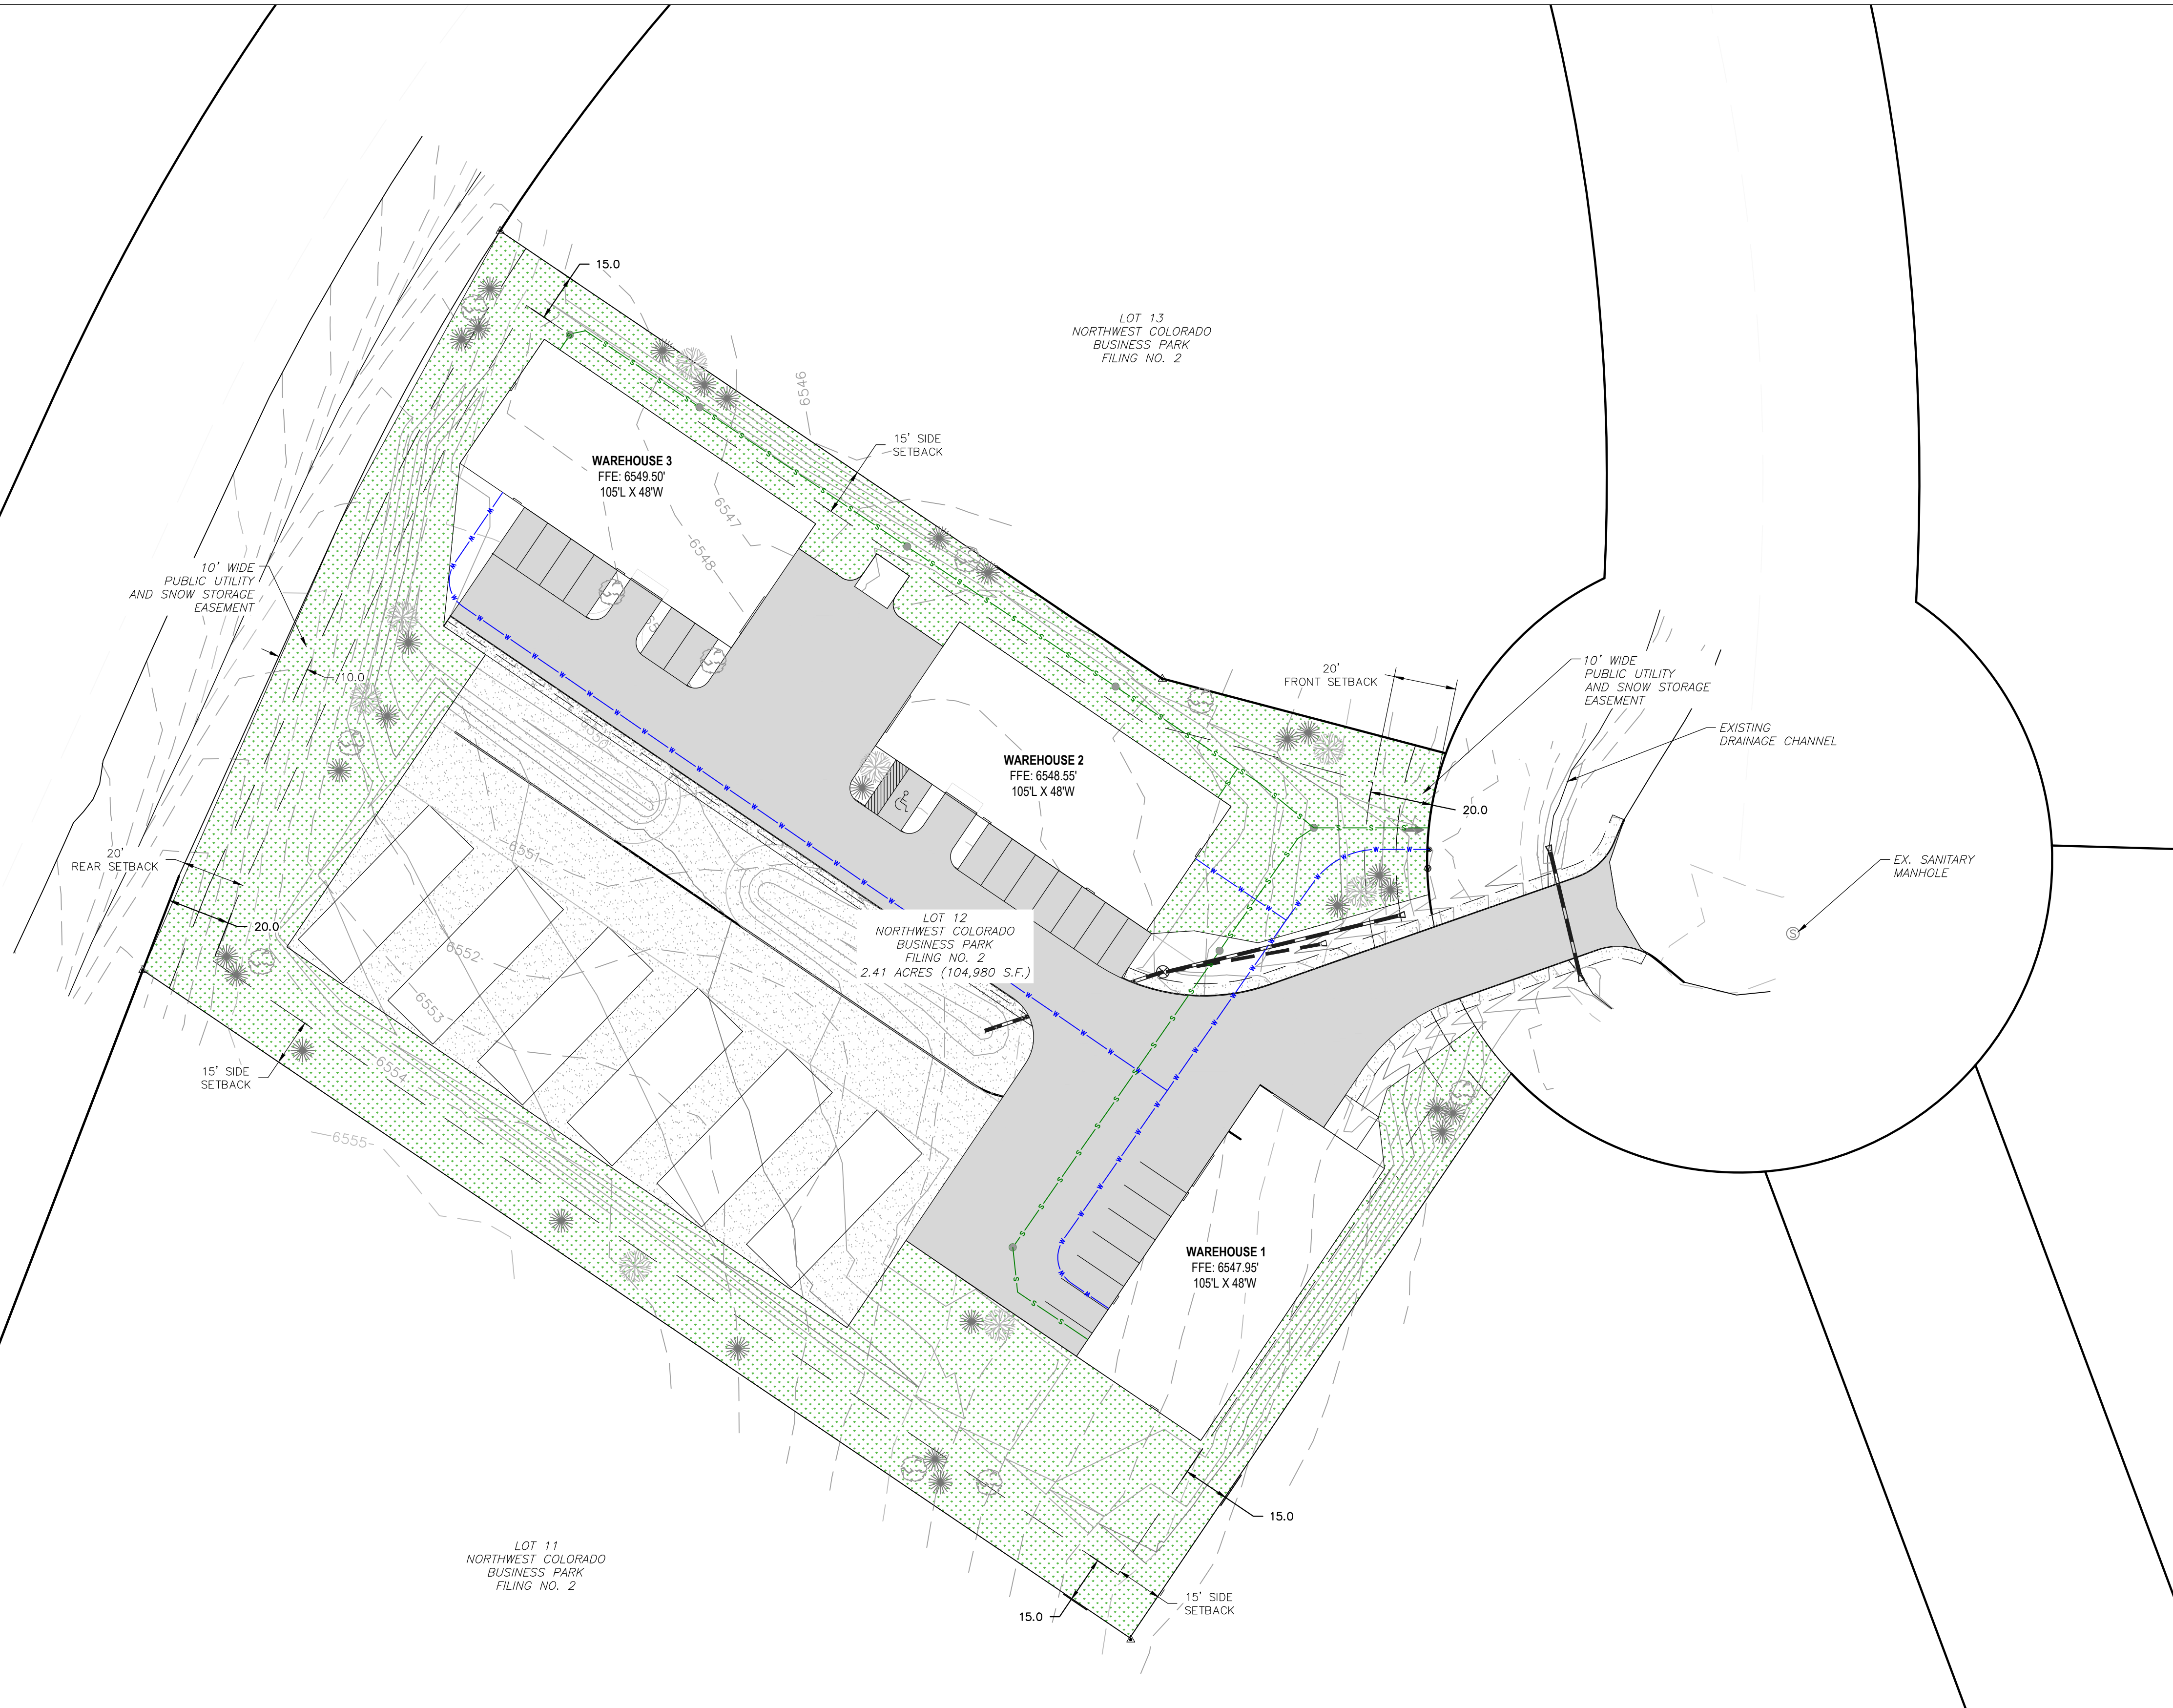 15.0
LOT 13
NORTHWEST COLORADO
BUSINESS PARK
FILING NO. 2
6546
15' SIDE
SETBACK
WAREHOUSE 3
FFE: 6549.50'
105'L X 48'W
6547
6548
10' WIDE
PUBLIC UTILITY
AND SNOW STORAGE
EASEMENT
10.0
20'
FRONT SETBACK
10' WIDE
PUBLIC UTILITY
AND SNOW STORAGE
EASEMENT
EXISTING
DRAINAGE CHANNEL
WAREHOUSE 2
FFE: 6548.55'
105'L X 48'W
20.0
6551
20'
REAR SETBACK
EX. SANITARY
MANHOLE
S
20.0
LOT 12
NORTHWEST COLORADO
BUSINESS PARK
FILING NO. 2
2.41 ACRES (104,980 S.F.)
6552
6553
6554
15' SIDE
SETBACK
6555
WAREHOUSE 1
FFE: 6547.95'
105'L X 48'W
15.0
LOT 11
NORTHWEST COLORADO
BUSINESS PARK
FILING NO. 2
15' SIDE
SETBACK
15.0